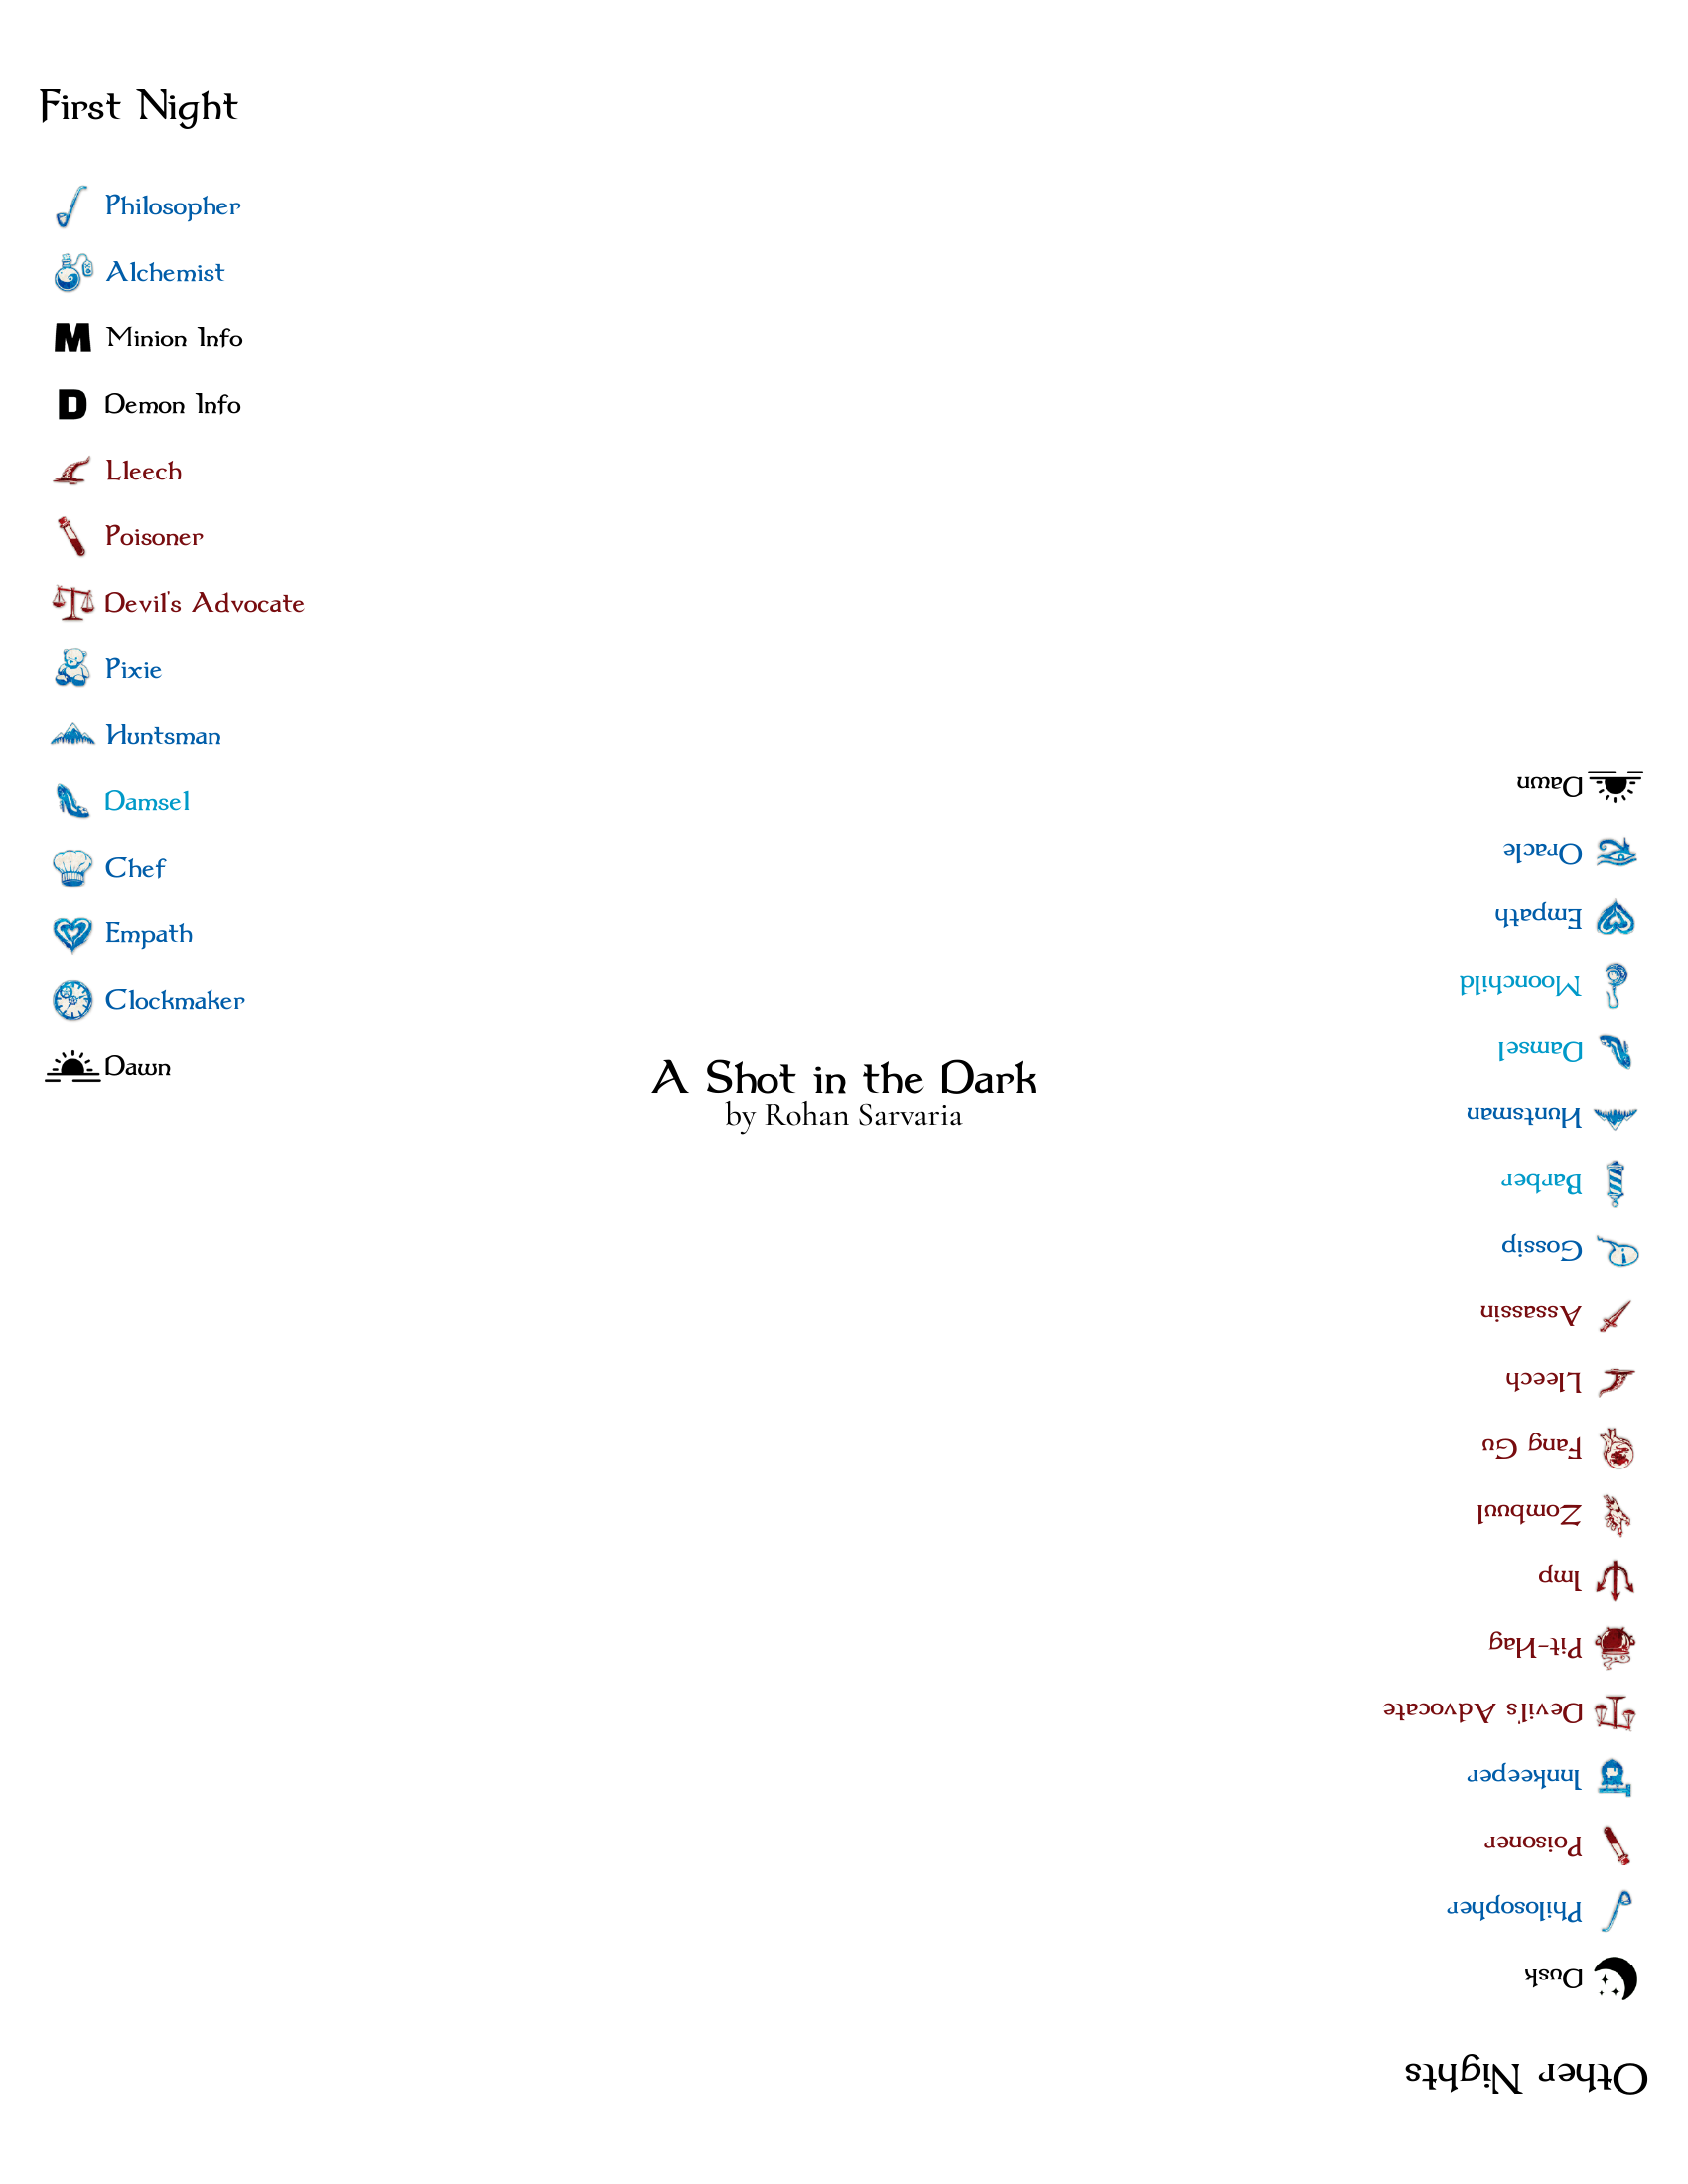 First Night
Philosopher
Alchemist
M Minion Info
D Demon Info
Lleech
Poisoner
Devil's Advocate
Pixie
Huntsman
Damsel
Chef
Empath
Clockmaker
Dawn
A Shot in the Dark
by Rohan Sarvaria
Other Nights
Dusk
Philosopher
Poisoner
Innkeeper
Devil's Advocate
Pit-Hag
Imp
Zombuul
Fang Gu
Lleech
Assassin
Gossip
Barber
Huntsman
Damsel
Moonchild
Empath
Oracle
Dawn